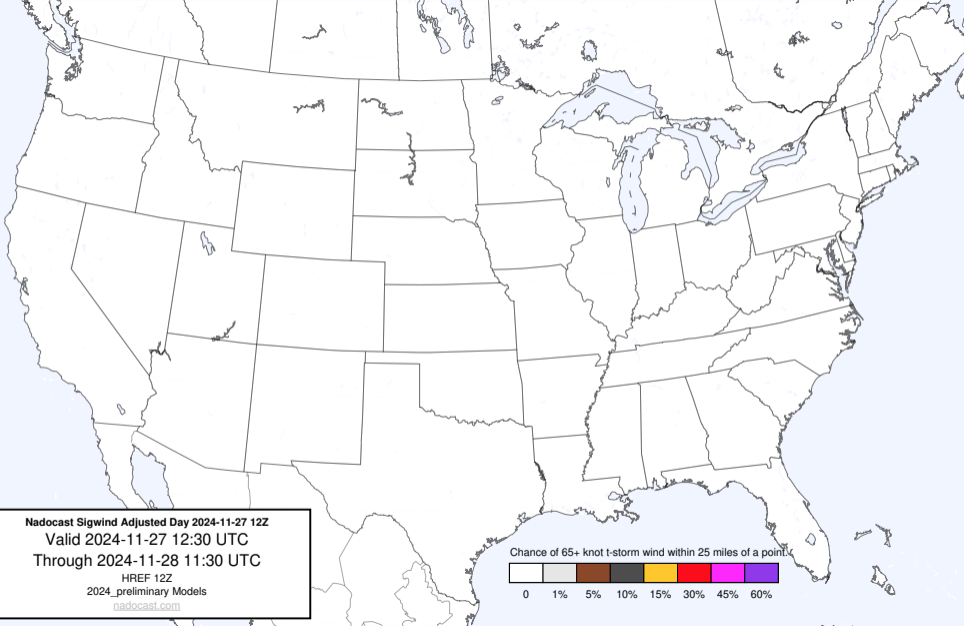 Nadocast Sigwind Adjusted Day 2024-11-27 12Z
Valid 2024-11-27 12:30 UTC
Through 2024-11-28 11:30 UTC
HREF 12Z
2024_preliminary Models
nadocast.com
Chance of 65+ knot t-storm wind within 25 miles of a point.
0 1% 5% 10% 15% 30% 45% 60%